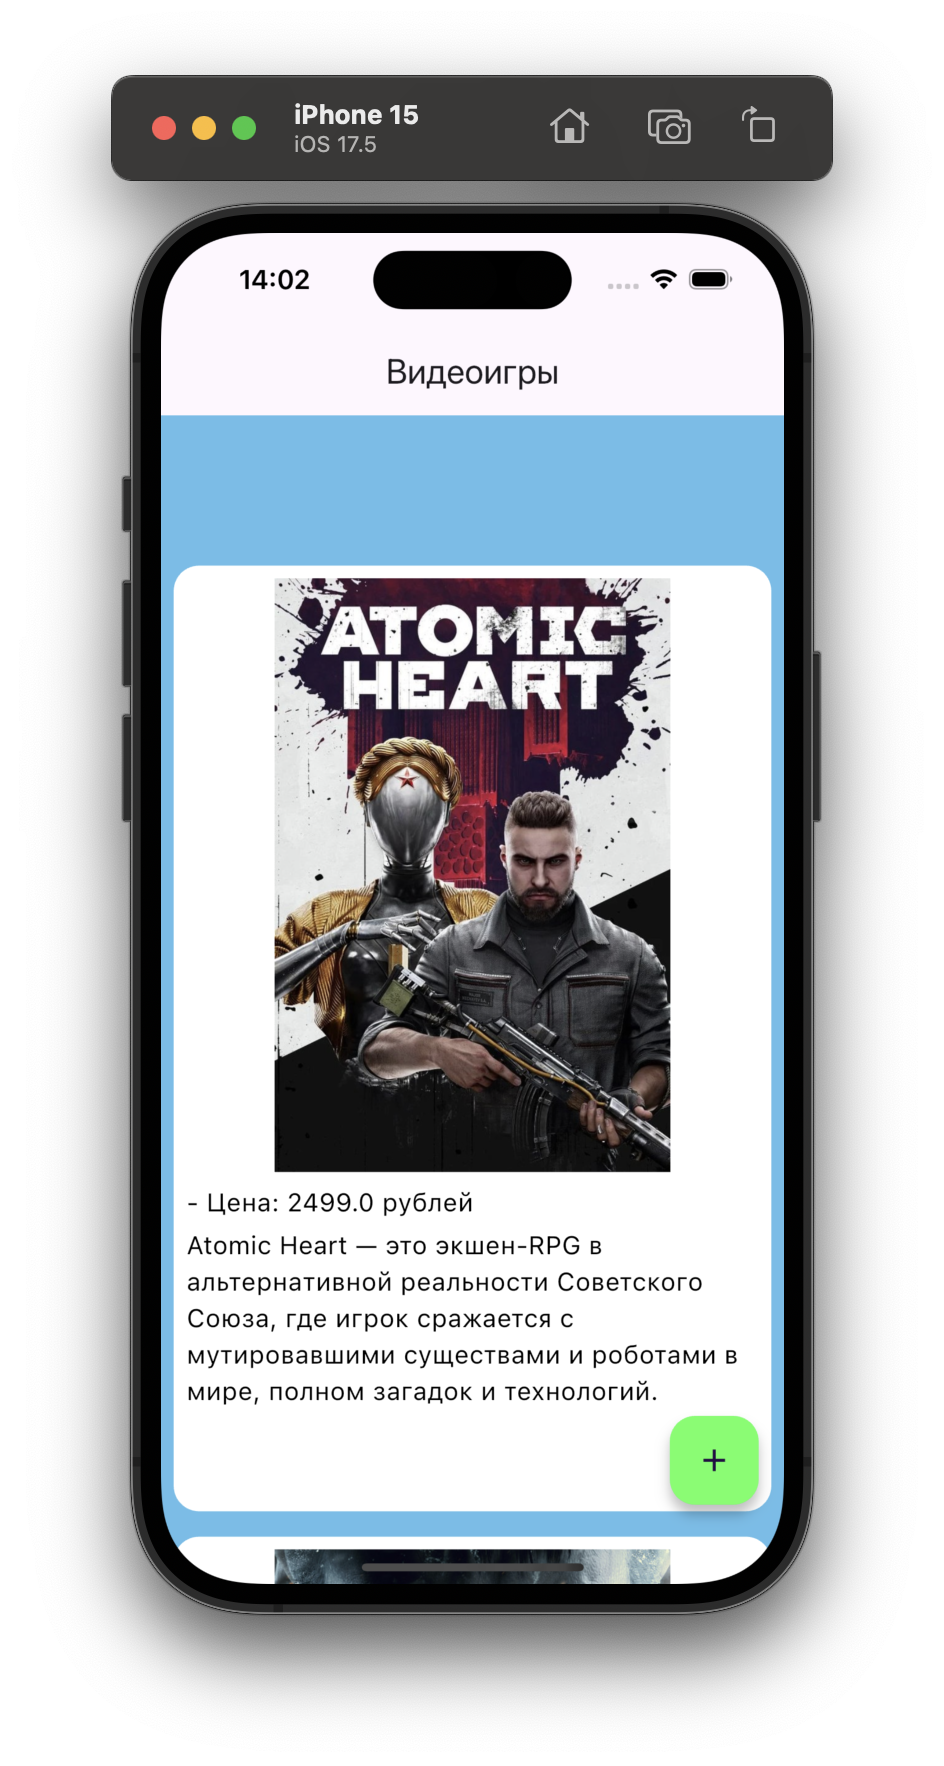 iPhone 15
iOS 17.5
14:02
Видеоигры
ATOMIC
HEART
- Цена: 2499.0 рублей
Atomic Heart — это экшен-RPG в
альтернативной реальности Советского
Союза, где игрок сражается с
мутировавшими существами и роботами в
мире, полном загадок и технологий.
+